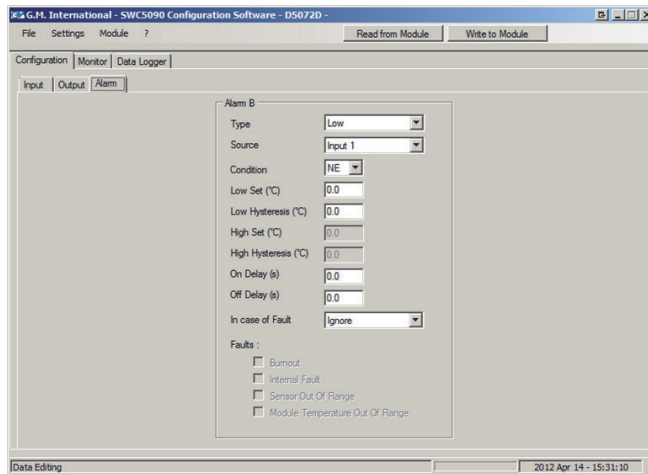 G.M. International - SWC5090 Configuration Software - D5072D -
File Settings Module ? Read from Module Write to Module
Configuration Monitor Data Logger
Input Output Alarm
Alarm B
Type Low
Source Input 1
Condition NE
Low Set (°C) 0.0
Low Hysteresis (°C) 0.0
High Set (°C) 0.0
High Hysteresis (°C) 0.0
On Delay (s) 0.0
Off Delay (s) 0.0
In case of Fault Ignore
Faults :
Burnout
Internal Fault
Sensor Out Of Range
Module Temperature Out Of Range
Data Editing 2012 Apr 14 - 15:31:10